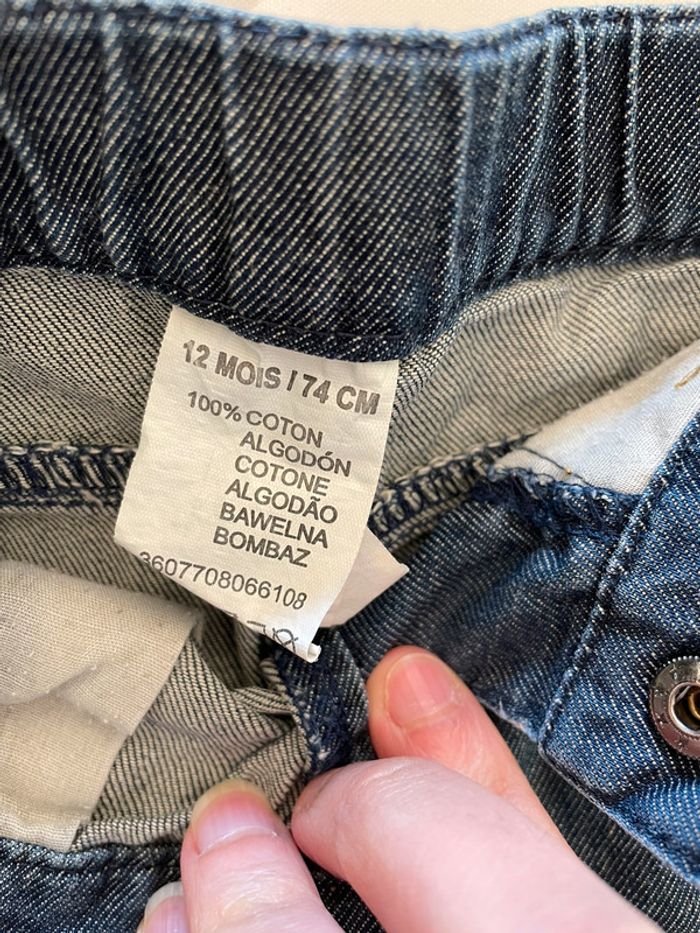 12 MOIS / 74 CM
100% COTON
ALGODÓN
COTONE
ALGODÃO
BAWELNA
BOMBAZ
3607708066108